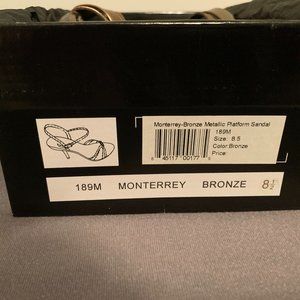 Monterrey-Bronze Metallic Platform Sandal
189M
Size: 8.5
Color:Bronze
Price:
189M MONTERREY BRONZE 8½